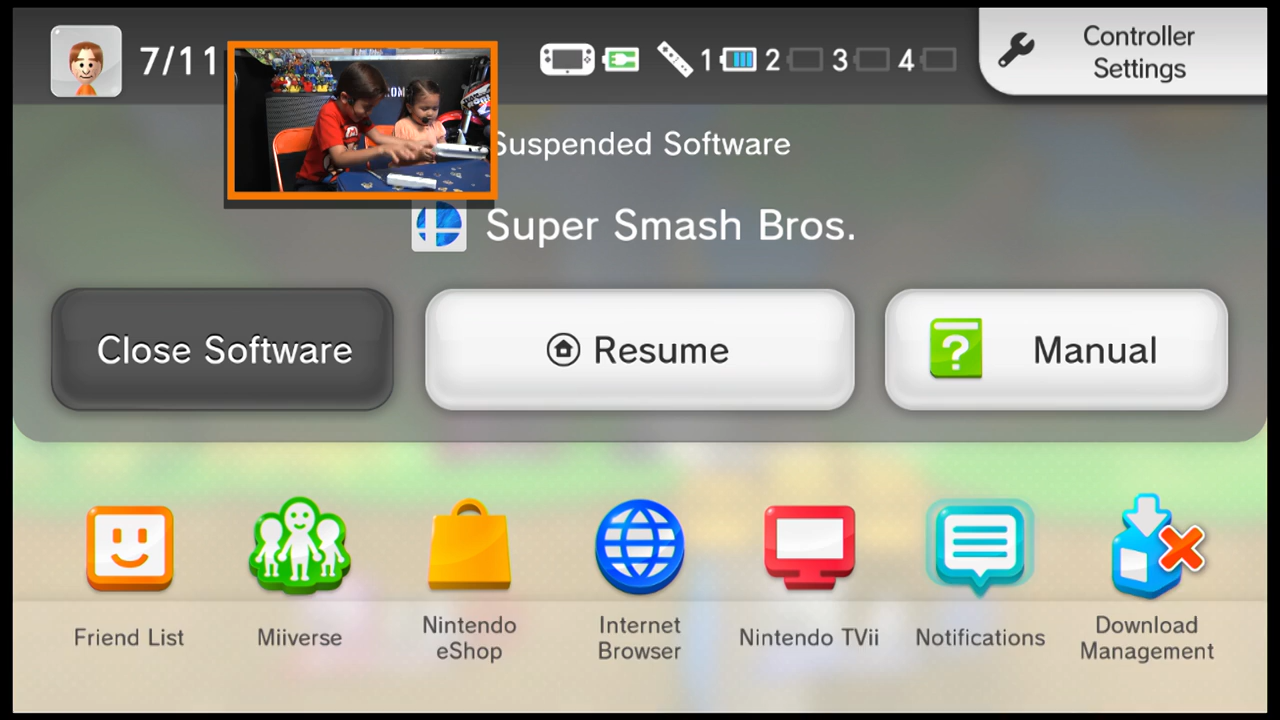 7/11
1 2 3 4
Controller
Settings
Suspended Software
Super Smash Bros.
Close Software
Resume
? Manual
Friend List
Miiverse
Nintendo
eShop
Internet
Browser
Nintendo TVii
Notifications
Download
Management